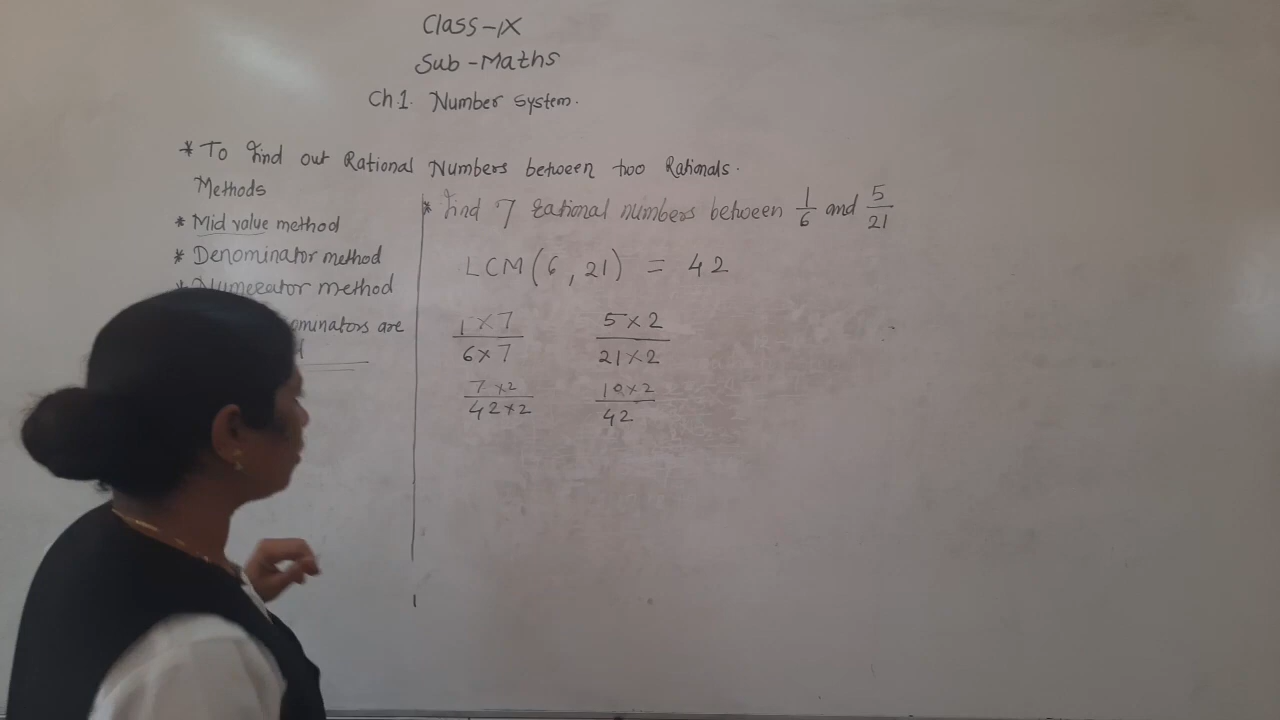 Class-IX
Sub-Maths
Ch.1. Number System.
* To find out Rational Numbers between two Rationals.
Methods
* Mid value method
* Denominator method
* Numerator method
ominators are
* find 7 rational numbers between 1/6 and 5/21
LCM(6, 21) = 42
1×7/6×7 5×2/21×2
7×2/42×2 10×2/42